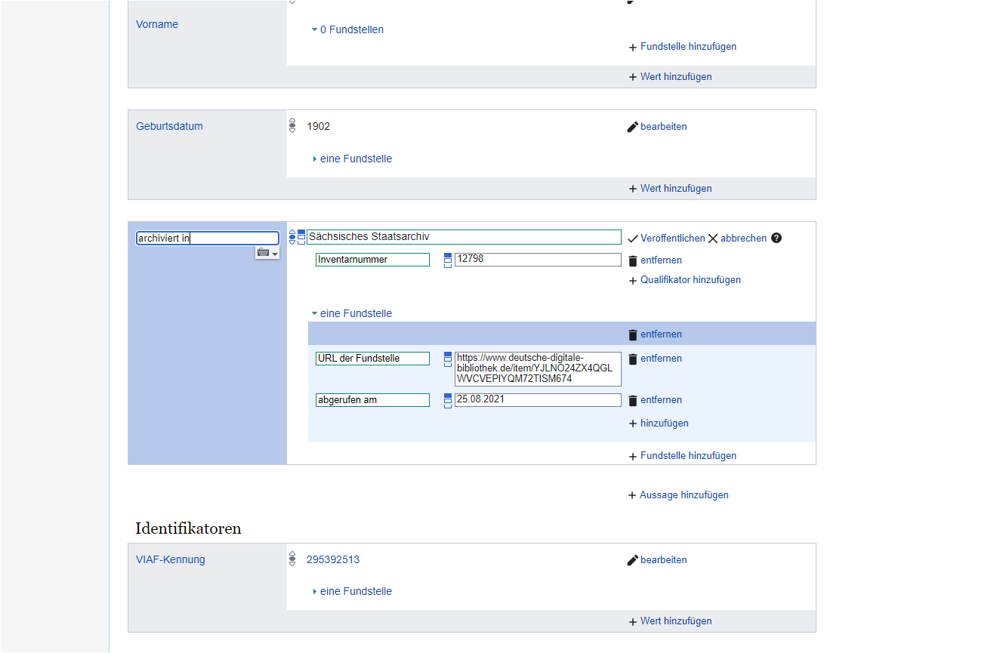 Vorname
0 Fundstellen
Fundstelle hinzufügen
Wert hinzufügen
Geburtsdatum
1902
bearbeiten
eine Fundstelle
Wert hinzufügen
archiviert in
Sächsisches Staatsarchiv
Veröffentlichen abbrechen
Inventarnummer
12798
entfernen
Qualifikator hinzufügen
eine Fundstelle
entfernen
URL der Fundstelle
https://www.deutsche-digitale-
bibliothek.de/item/YJLNO24ZX4QGL
WVCVEPIYQM72TISM674
entfernen
abgerufen am
25.08.2021
entfernen
hinzufügen
Fundstelle hinzufügen
Aussage hinzufügen
Identifikatoren
VIAF-Kennung
295392513
bearbeiten
eine Fundstelle
Wert hinzufügen